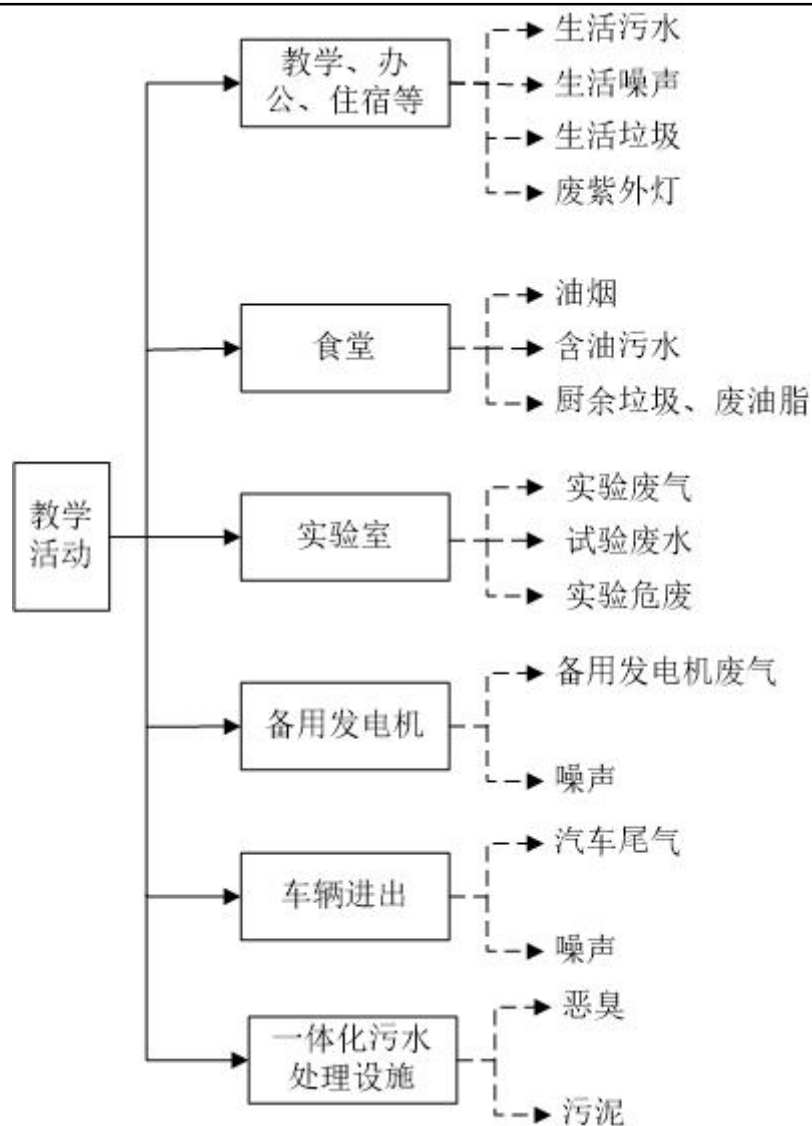 教学、办
公、住宿等
生活污水
生活噪声
生活垃圾
废紫外灯
食堂
油烟
含油污水
厨余垃圾、废油脂
教学
活动
实验室
实验废气
试验废水
实验危废
备用发电机
备用发电机废气
噪声
车辆进出
汽车尾气
噪声
一体化污水
处理设施
恶臭
污泥